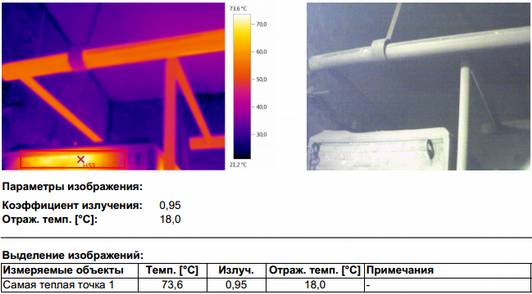 73,6 °C
70,0
60,0
50,0
40,0
30,0
21,2 °C
HS1
Параметры изображения:
Коэффициент излучения: 0,95
Отраж. темп. [°C]: 18,0
Выделение изображений:
Измеряемые объекты Темп. [°C] Излуч. Отраж. темп. [°C] Примечания
Самая теплая точка 1 73,6 0,95 18,0 -